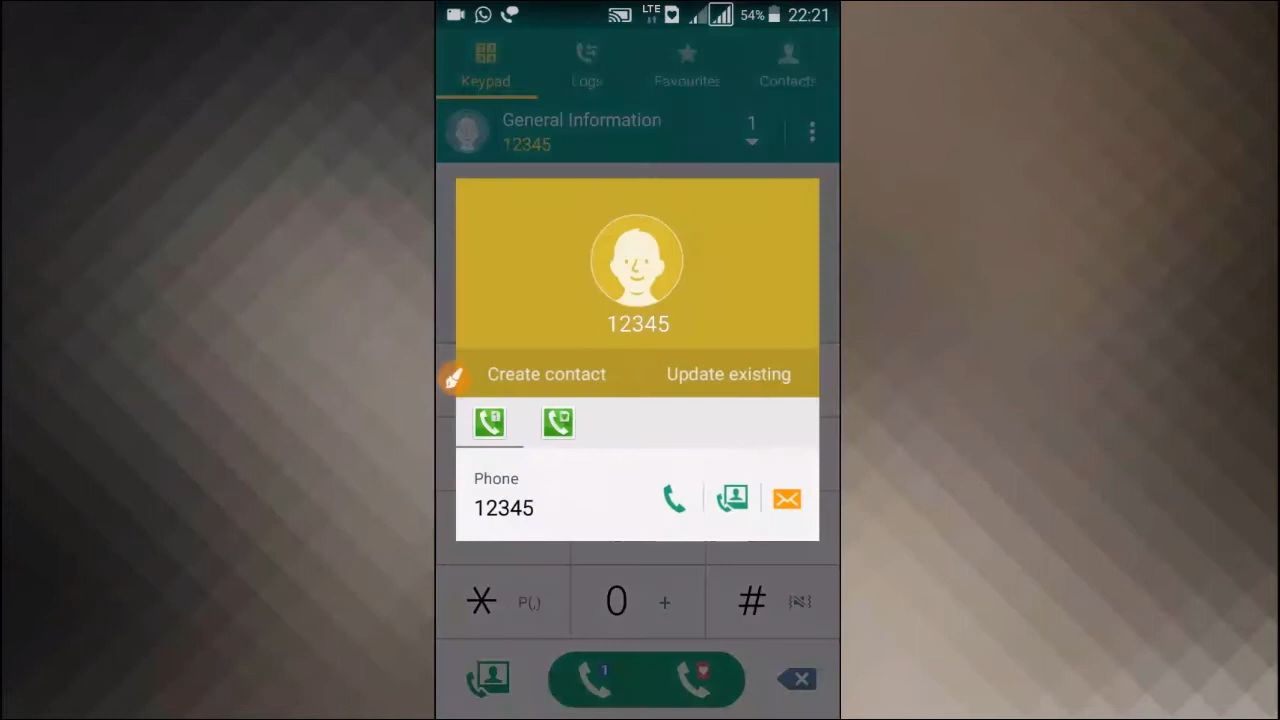 LTE 54% 22:21
Keypad Logs Favourites Contacts
General Information 1
12345
12345
Create contact Update existing
Phone
12345
P(,) 0 + #
1